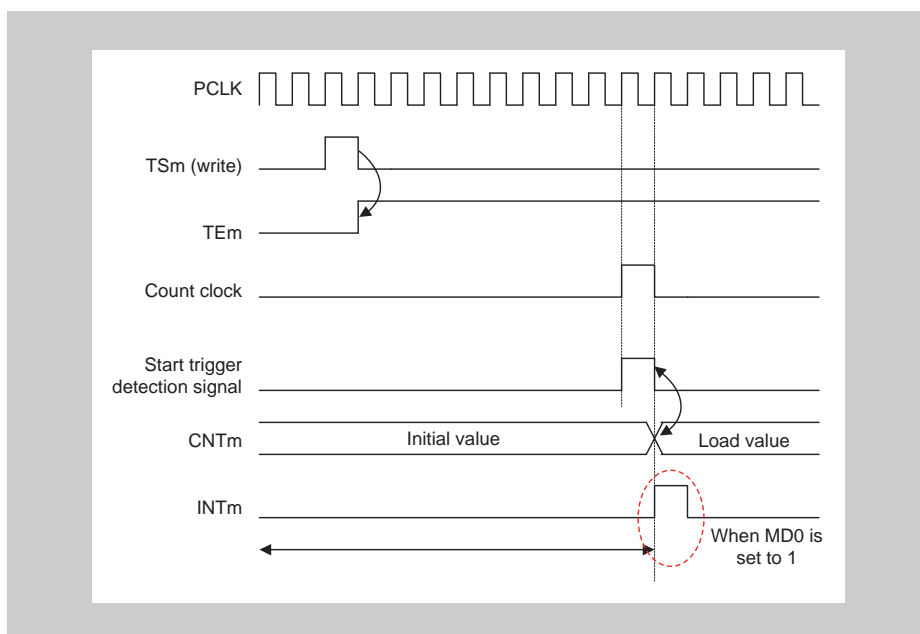 PCLK
TSm (write)
TEm
Count clock
Start trigger
detection signal
CNTm
Initial value
Load value
INTm
When MD0 is
set to 1